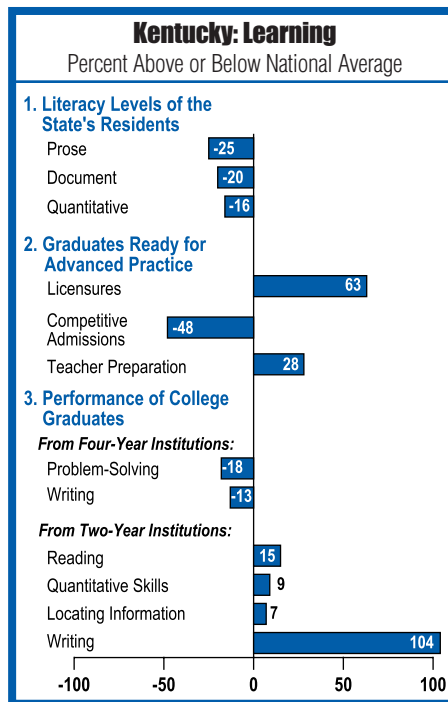 Kentucky: Learning
Percent Above or Below National Average
1. Literacy Levels of the
State's Residents
Prose -25
Document -20
Quantitative -16
2. Graduates Ready for
Advanced Practice
Licensures 63
Competitive
Admissions -48
Teacher Preparation 28
3. Performance of College
Graduates
From Four-Year Institutions:
Problem-Solving -18
Writing -13
From Two-Year Institutions:
Reading 15
Quantitative Skills 9
Locating Information 7
Writing 104
-100 -50 0 50 100